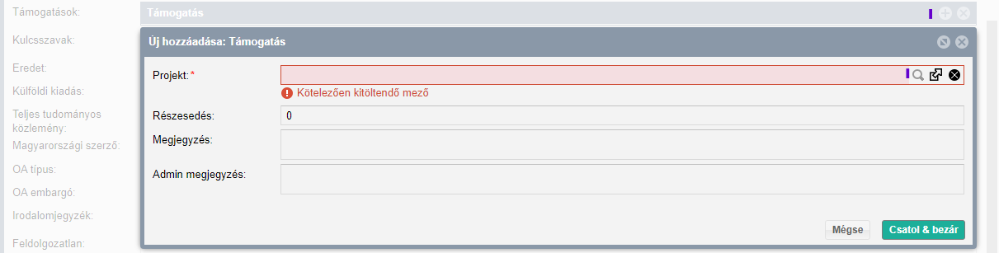 Támogatások:
Támogatás
Kulcsszavak:
Új hozzáadása: Támogatás
Eredet:
Projekt:*
Külföldi kiadás:
Kötelezően kitöltendő mező
Teljes tudományos
közlemény:
Részesedés:
0
Magyarországi szerző:
Megjegyzés:
OA típus:
Admin megjegyzés:
OA embargó:
Irodalomjegyzék:
Mégse
Csatol & bezár
Feldolgozatlan: